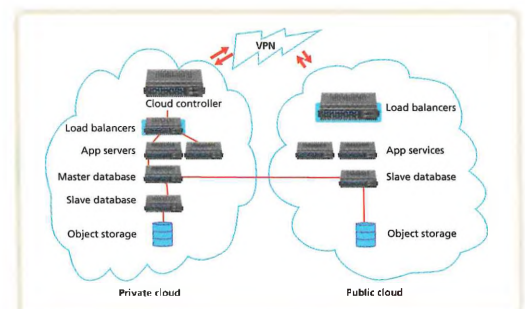 VPN
Cloud controller
Load balancers
App servers
Master database
Slave database
Object storage
Private cloud
Load balancers
App services
Slave database
Object storage
Public cloud